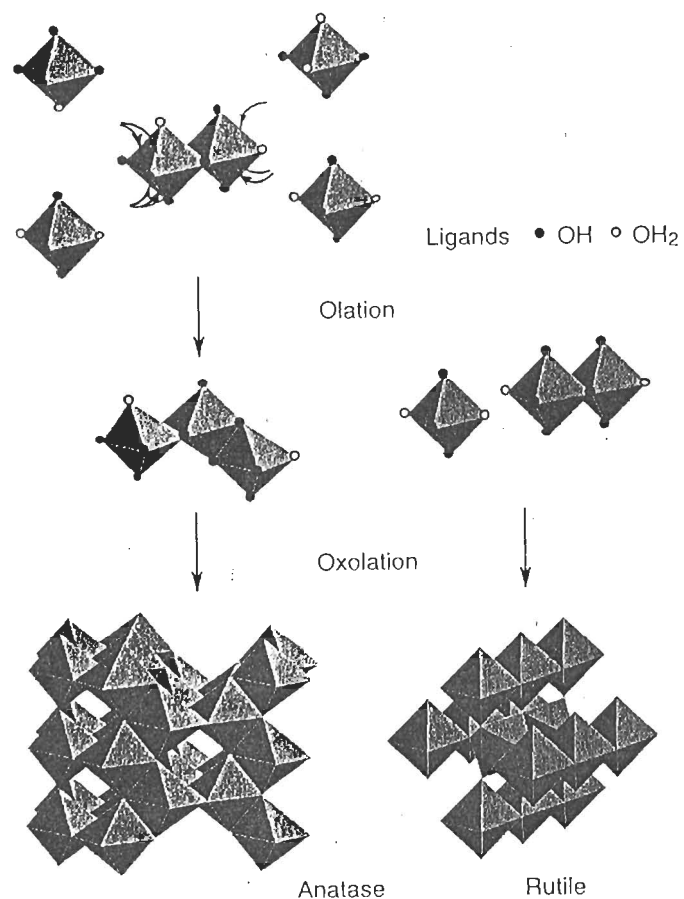 Ligands ● OH ○ OH₂
Olation
Oxolation
Anatase
Rutile